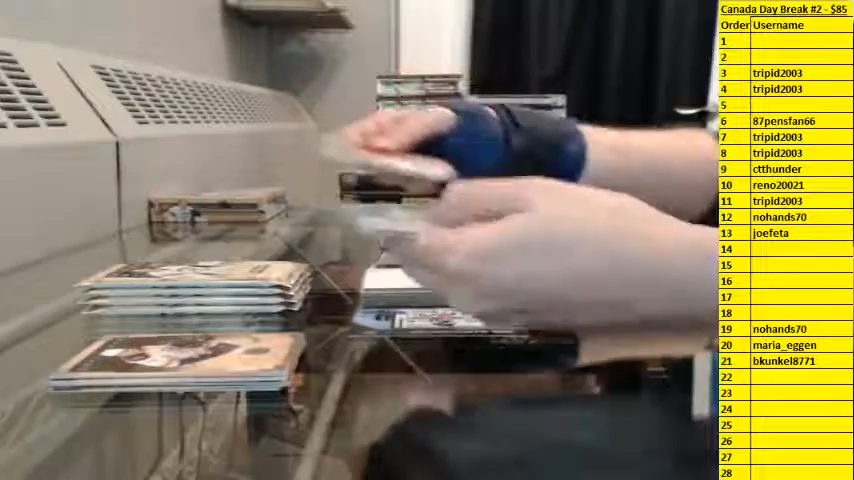 Canada Day Break #2 - $85
Order Username
1
2
3 tripid2003
4 tripid2003
5
6 87pensfan66
7 tripid2003
8 tripid2003
9 ctthunder
10 reno20021
11 tripid2003
12 nohands70
13 joefeta
14
15
16
17
18
19 nohands70
20 maria_eggen
21 bkunkel8771
22
23
24
25
26
27
28